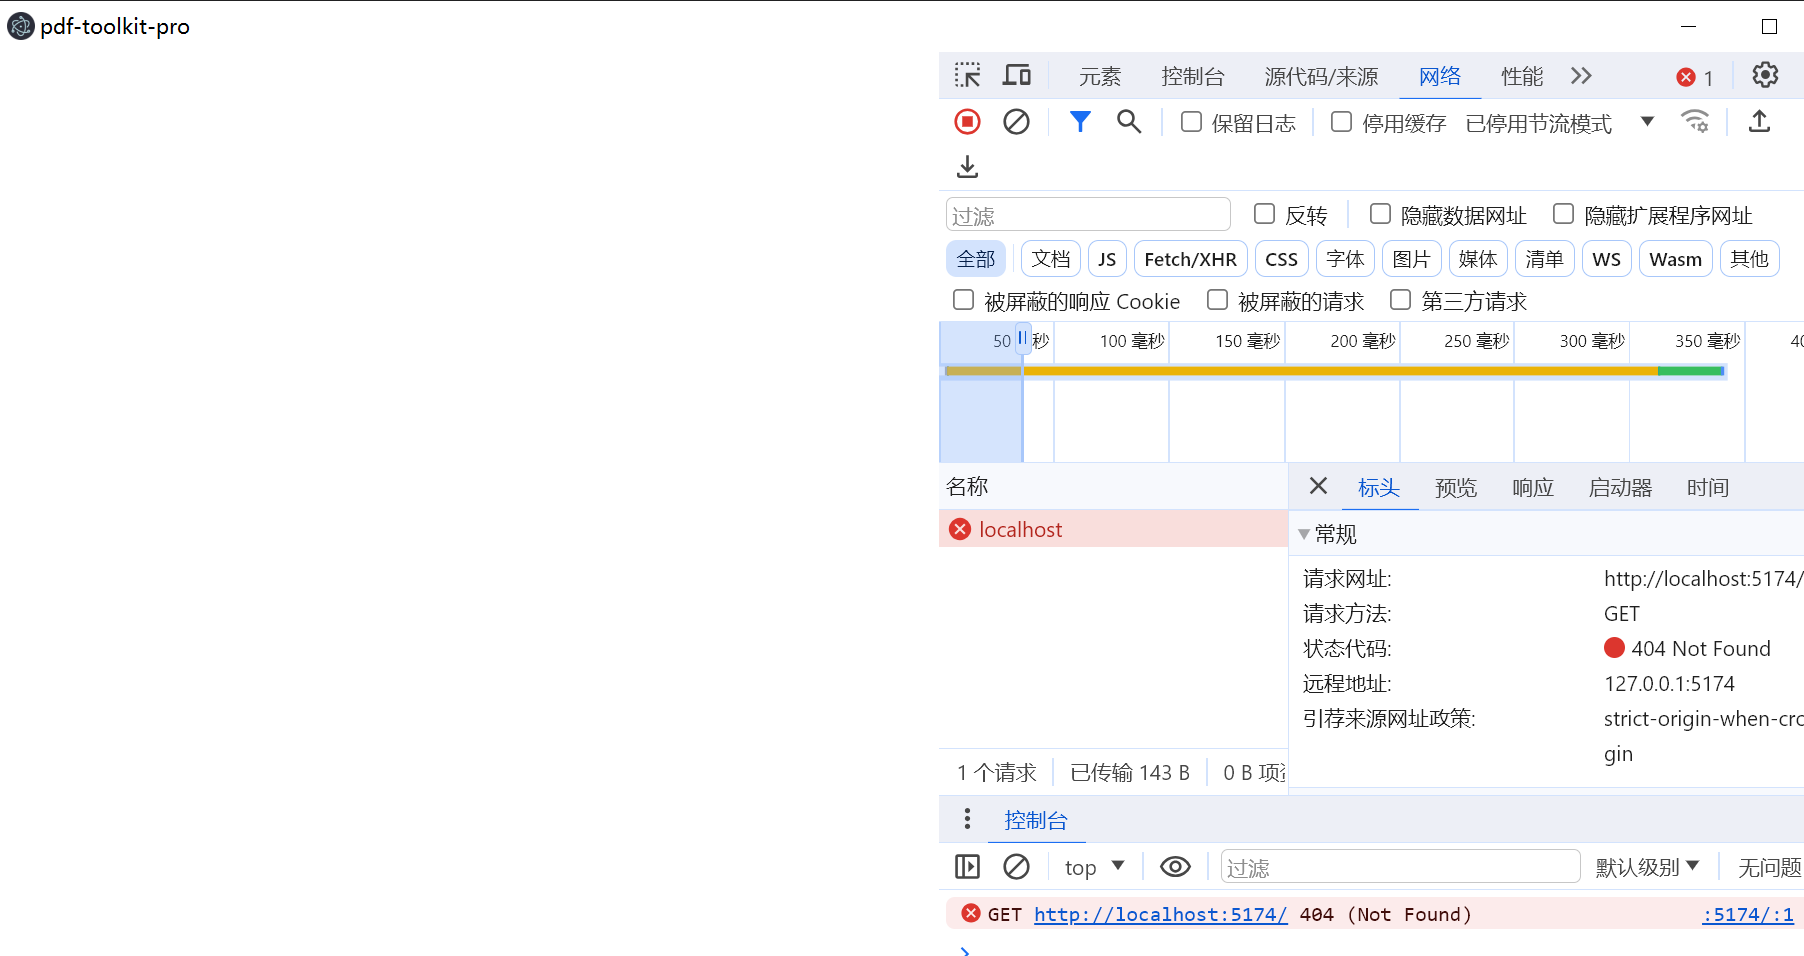 pdf-toolkit-pro
元素 控制台 源代码/来源 网络 性能 1
保留日志 停用缓存 已停用节流模式
过滤 反转 隐藏数据网址 隐藏扩展程序网址
全部 文档 JS Fetch/XHR CSS 字体 图片 媒体 清单 WS Wasm 其他
被屏蔽的响应 Cookie 被屏蔽的请求 第三方请求
50 秒 100 毫秒 150 毫秒 200 毫秒 250 毫秒 300 毫秒 350 毫秒 40
名称 标头 预览 响应 启动器 时间
localhost
常规
请求网址: http://localhost:5174/
请求方法: GET
状态代码: 404 Not Found
远程地址: 127.0.0.1:5174
引荐来源网址政策: strict-origin-when-cro
gin
1 个请求 已传输 143 B 0 B 项
控制台
top 过滤 默认级别 无问题
GET http://localhost:5174/ 404 (Not Found) :5174/:1